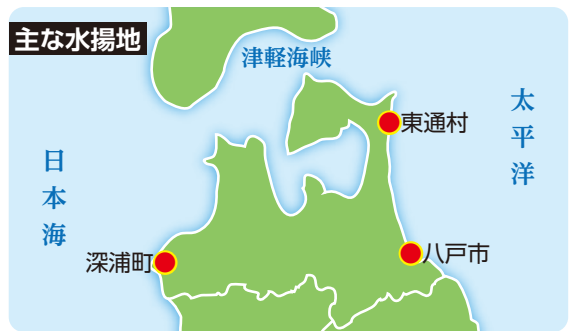 主な水揚地
津軽海峡
太平洋
東通村
日本海
八戸市
深浦町